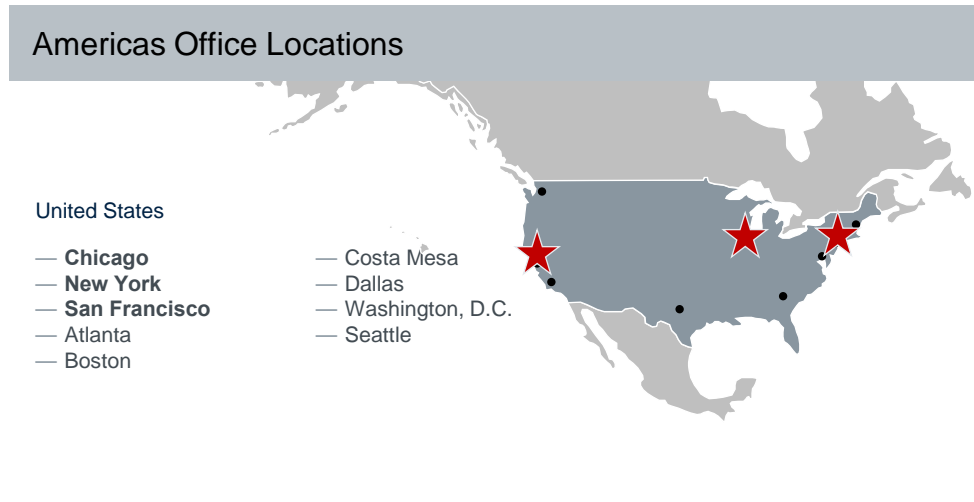 Americas Office Locations
United States
— Chicago
— New York
— San Francisco
— Atlanta
— Boston
— Costa Mesa
— Dallas
— Washington, D.C.
— Seattle